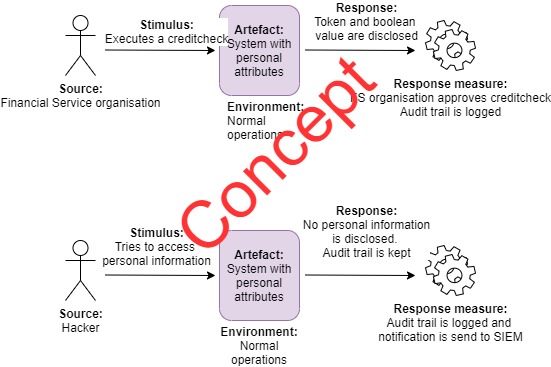 Stimulus:
Executes a creditcheck
Source:
Financial Service organisation
Artefact:
System with
personal
attributes
Environment:
Normal
operations
Response:
Token and boolean
value are disclosed
Response measure:
organisation approves creditcheck
Audit trail is logged
Concept
Stimulus:
Tries to access
personal information
Source:
Hacker
Artefact:
System with
personal
attributes
Environment:
Normal
operations
Response:
No personal information
is disclosed.
Audit trail is kept
Response measure:
Audit trail is logged and
notification is send to SIEM